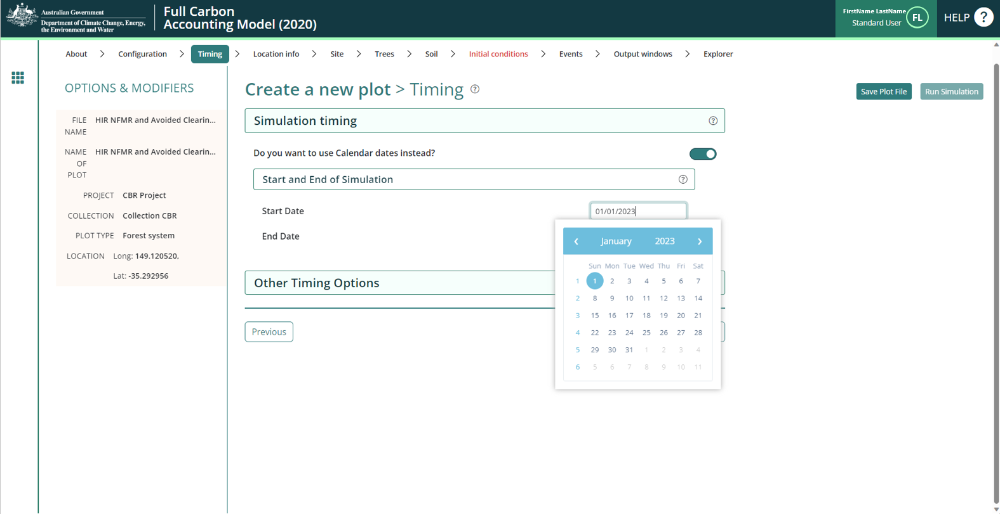 Australian Government
Department of Climate Change, Energy,
the Environment and Water
Full Carbon
Accounting Model (2020)
FirstName LastName
Standard User
FL
HELP ?
About > Configuration > Timing > Location info > Site > Trees > Soil > Initial conditions > Events > Output windows > Explorer
OPTIONS & MODIFIERS
FILE NAME HIR NFMR and Avoided Clearin...
NAME OF PLOT HIR NFMR and Avoided Clearin...
PROJECT CBR Project
COLLECTION Collection CBR
PLOT TYPE Forest system
LOCATION Long: 149.120520,
Lat: -35.292956
Create a new plot > Timing ?
Save Plot File
Run Simulation
Simulation timing ?
Do you want to use Calendar dates instead?
Start and End of Simulation ?
Start Date 01/01/2023
End Date
‹ January 2023 ›
Sun Mon Tue Wed Thu Fri Sat
1 1 2 3 4 5 6 7
2 8 9 10 11 12 13 14
3 15 16 17 18 19 20 21
4 22 23 24 25 26 27 28
5 29 30 31 1 2 3 4
6 5 6 7 8 9 10 11
Other Timing Options
Previous